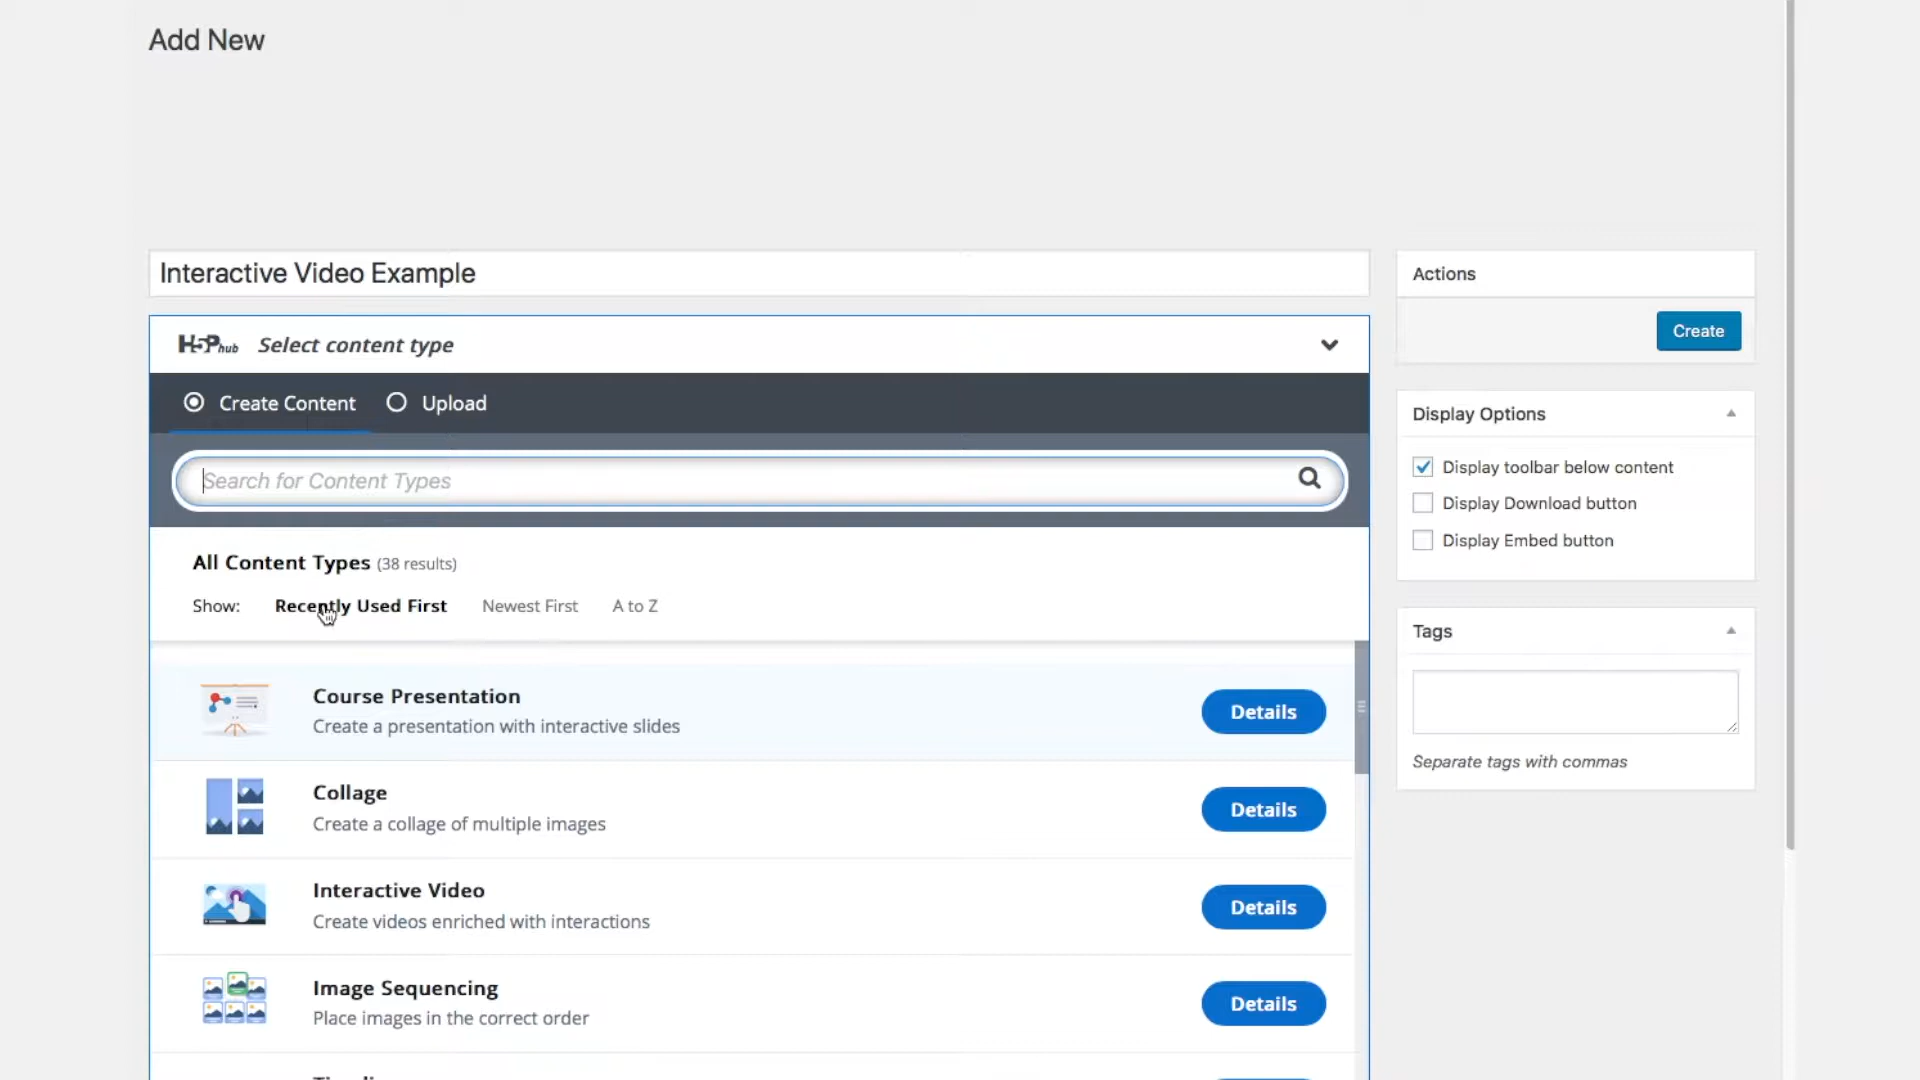 Add New
Interactive Video Example
H5P hub Select content type
Create Content Upload
Search for Content Types
All Content Types (38 results)
Show: Recently Used First Newest First A to Z
Course Presentation
Create a presentation with interactive slides
Details
Collage
Create a collage of multiple images
Details
Interactive Video
Create videos enriched with interactions
Details
Image Sequencing
Place images in the correct order
Details
Actions
Create
Display Options
Display toolbar below content
Display Download button
Display Embed button
Tags
Separate tags with commas